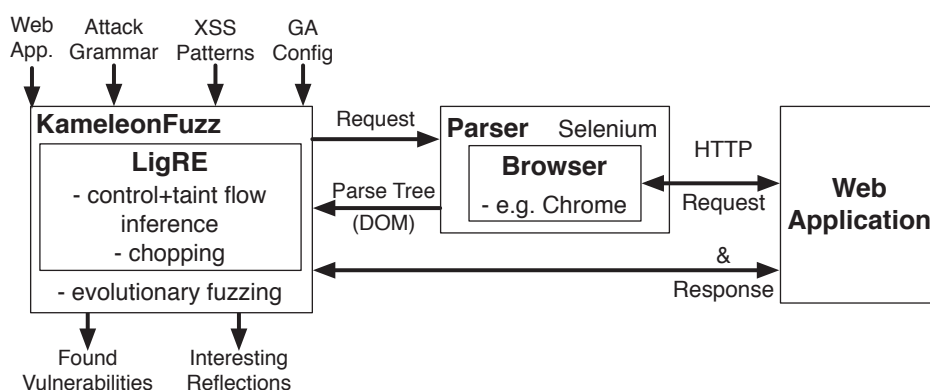 Web
App.
Attack
Grammar
XSS
Patterns
GA
Config
KameleonFuzz
LigRE
- control+taint flow
inference
- chopping
- evolutionary fuzzing
Request
Parse Tree
(DOM)
Parser
Selenium
Browser
- e.g. Chrome
HTTP
Request
&
Response
Web
Application
Found
Vulnerabilities
Interesting
Reflections